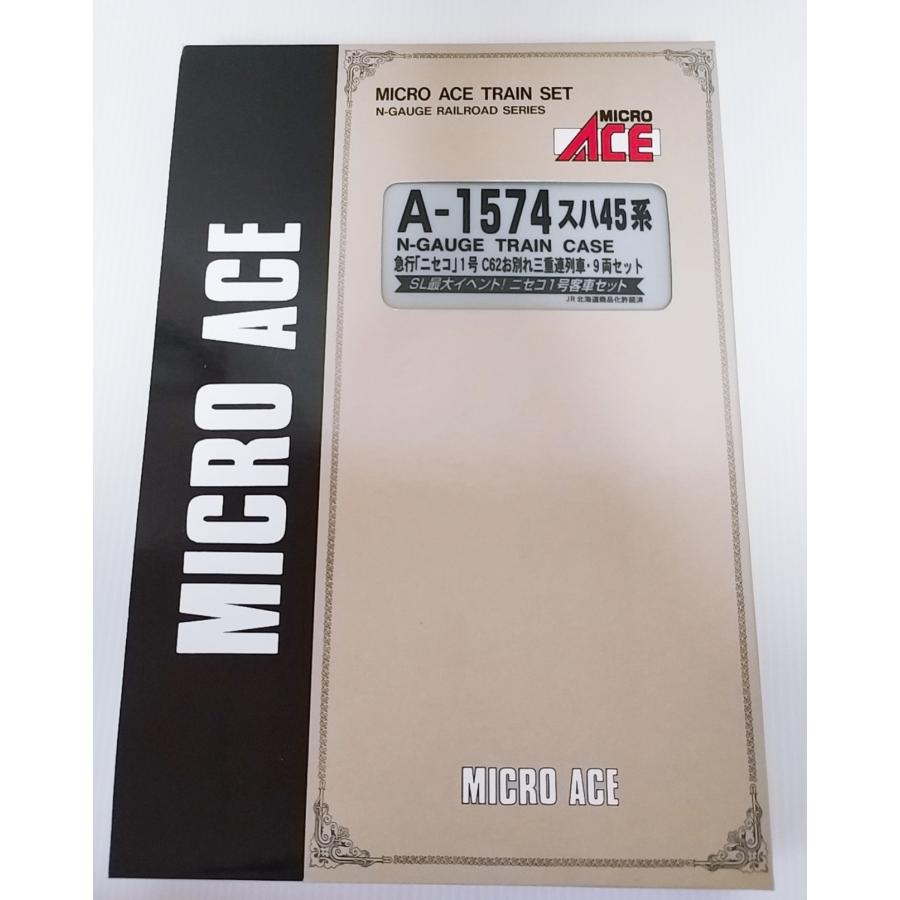 MICRO ACE
MICRO ACE TRAIN SET
N-GAUGE RAILROAD SERIES
MICRO
ACE
A-1574 スハ45系
N-GAUGE TRAIN CASE
急行「ニセコ」1号 C62お別れ三重連列車・9両セット
SL最大イベント! ニセコ1号客車セット
JR北海道商品化許諾済
MICRO ACE